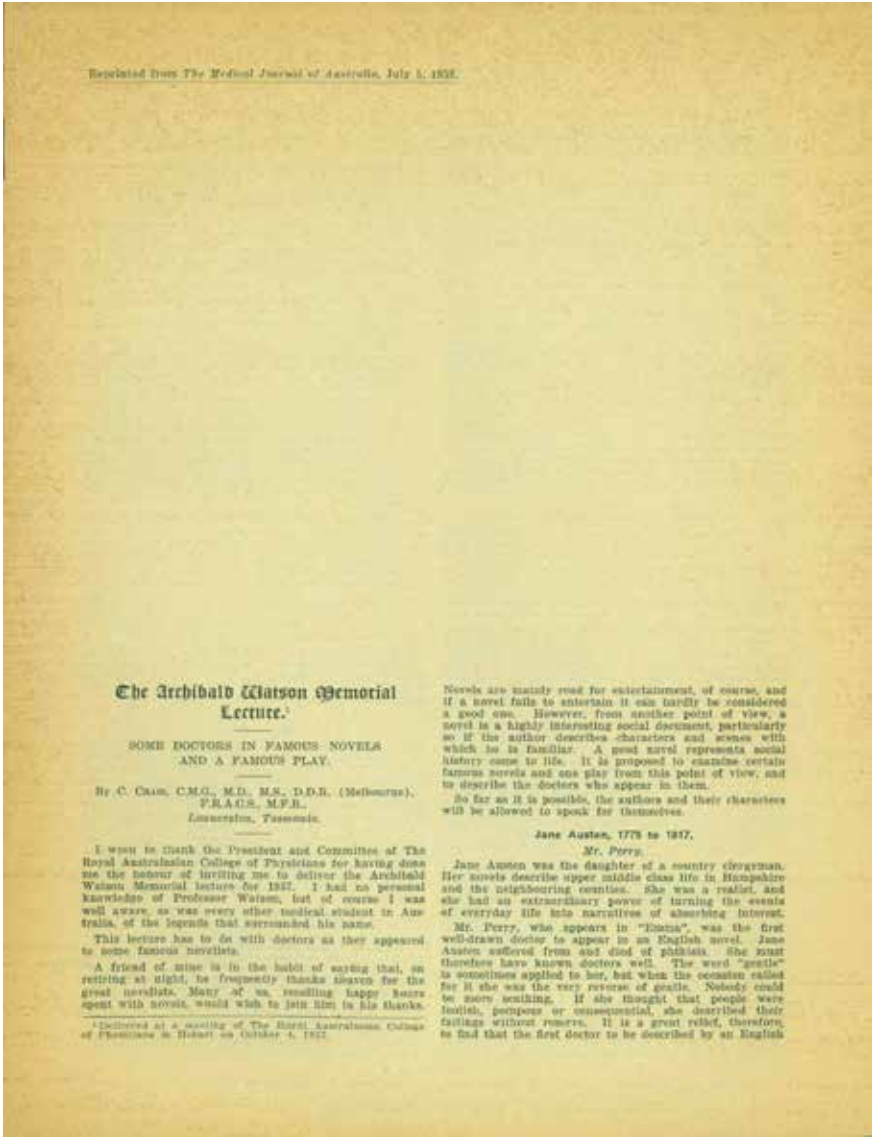 Reprinted from The Medical Journal of Australia, July 5, 1958.
The Archibald Watson Memorial
Lecture.¹
SOME DOCTORS IN FAMOUS NOVELS
AND A FAMOUS PLAY.
By C. CRAIG, C.M.G., M.D., M.S., D.D.R. (Melbourne),
F.R.A.C.S., M.F.R.,
Launceston, Tasmania.
I WISH to thank the President and Committee of The
Royal Australasian College of Physicians for having done
me the honour of inviting me to deliver the Archibald
Watson Memorial lecture for 1957. I had no personal
knowledge of Professor Watson, but of course I was
well aware, as was every other medical student in Aus-
tralia, of the legends that surrounded his name.
This lecture has to do with doctors as they appeared
to some famous novelists.
A friend of mine is in the habit of saying that, on
retiring at night, he frequently thanks heaven for the
great novelists. Many of us, recalling happy hours
spent with novels, would wish to join him in his thanks.
¹ Delivered at a meeting of The Royal Australasian College
of Physicians in Hobart on October 4, 1957.
Novels are mainly read for entertainment, of course, and
if a novel fails to entertain it can hardly be considered
a good one. However, from another point of view, a
novel is a highly interesting social document, particularly
so if the author describes characters and scenes with
which he is familiar. A good novel represents social
history come to life. It is proposed to examine certain
famous novels and one play from this point of view, and
to describe the doctors who appear in them.
So far as it is possible, the authors and their characters
will be allowed to speak for themselves.
Jane Austen, 1775 to 1817.
Mr. Perry.
Jane Austen was the daughter of a country clergyman.
Her novels describe upper middle class life in Hampshire
and the neighbouring counties. She was a realist, and
she had an extraordinary power of turning the events
of everyday life into narratives of absorbing interest.
Mr. Perry, who appears in "Emma", was the first
well-drawn doctor to appear in an English novel. Jane
Austen suffered from and died of phthisis. She must
therefore have known doctors well. The word "gentle"
is sometimes applied to her, but when the occasion called
for it she was the very reverse of gentle. Nobody could
be more scathing. If she thought that people were
foolish, pompous or consequential, she described their
failings without remorse. It is a great relief, therefore,
to find that the first doctor to be described by an English